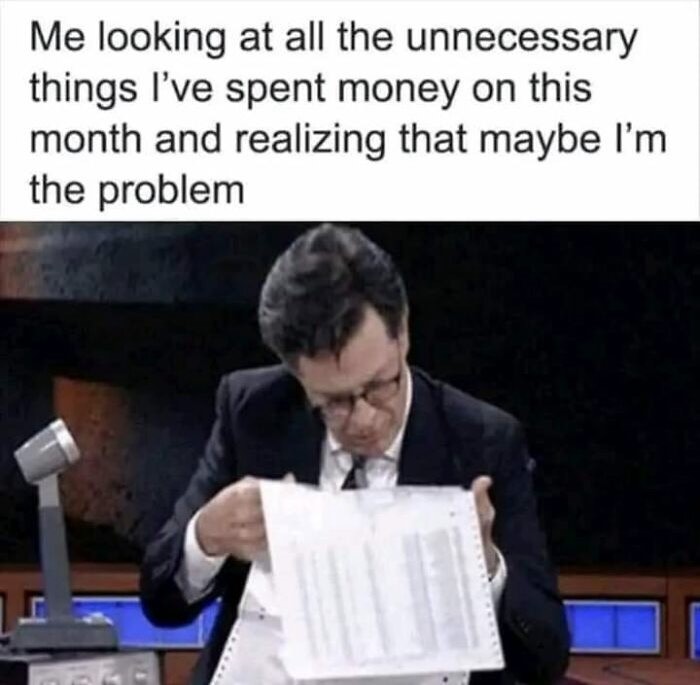 Me looking at all the unnecessary
things I’ve spent money on this
month and realizing that maybe I’m
the problem